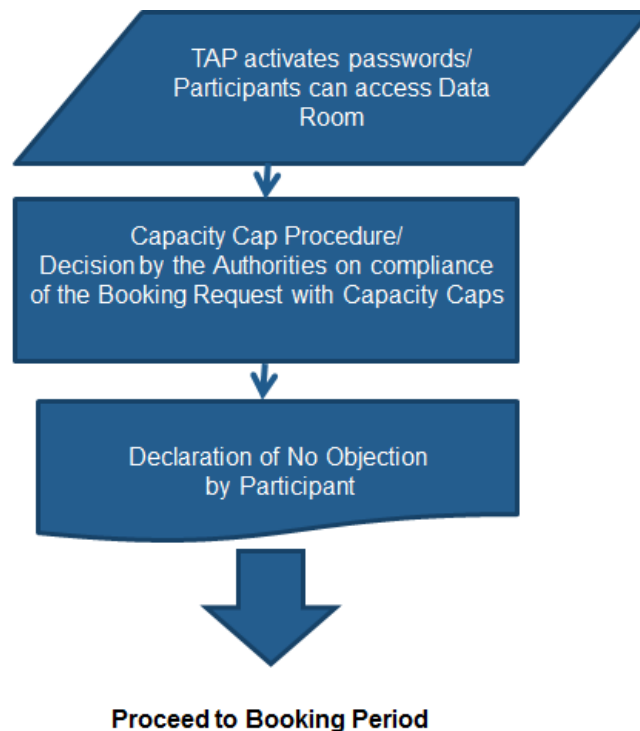 TAP activates passwords/
Participants can access Data
Room
Capacity Cap Procedure/
Decision by the Authorities on compliance
of the Booking Request with Capacity Caps
Declaration of No Objection
by Participant
Proceed to Booking Period